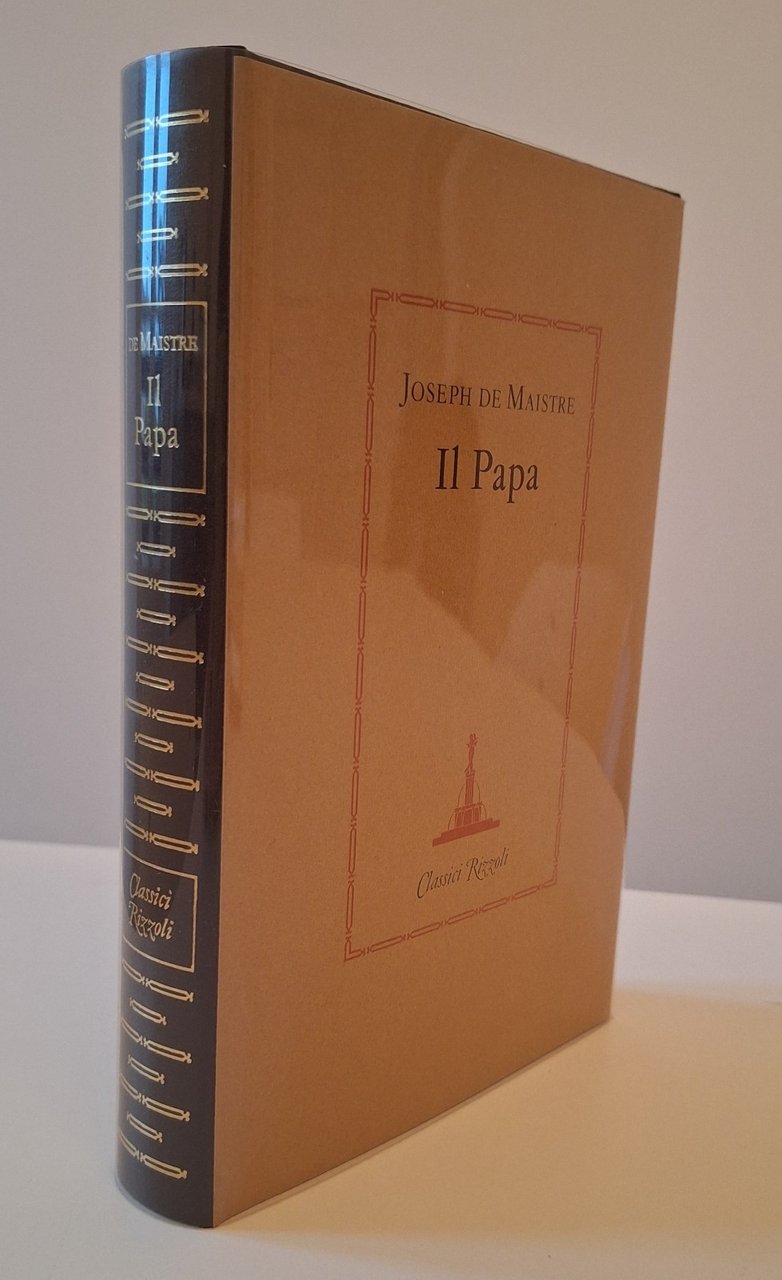 DE MAISTRE
Il
Papa
Classici
Rizzoli
JOSEPH DE MAISTRE
Il Papa
Classici Rizzoli